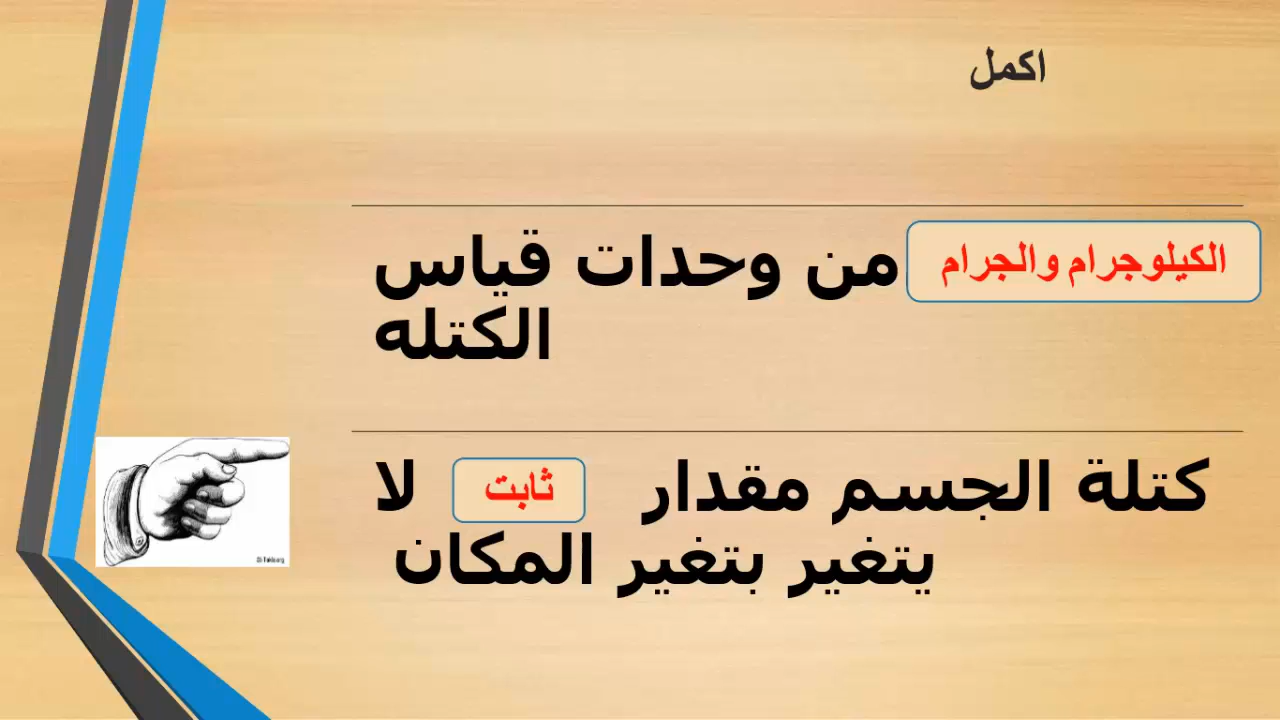 اكمل
الكيلوجرام والجرام من وحدات قياس
الكتله
كتلة الجسم مقدار ثابت لا
يتغير بتغير المكان